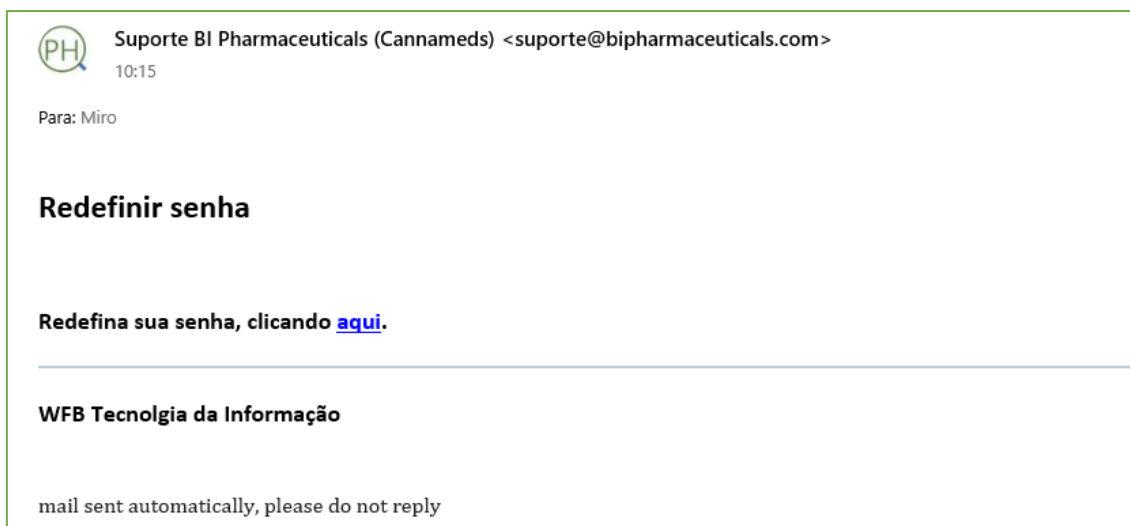 PH
Suporte BI Pharmaceuticals (Cannameds) <suporte@bipharmaceuticals.com>
10:15
Para: Miro
Redefinir senha
Redefina sua senha, clicando aqui.
WFB Tecnolgia da Informação
mail sent automatically, please do not reply